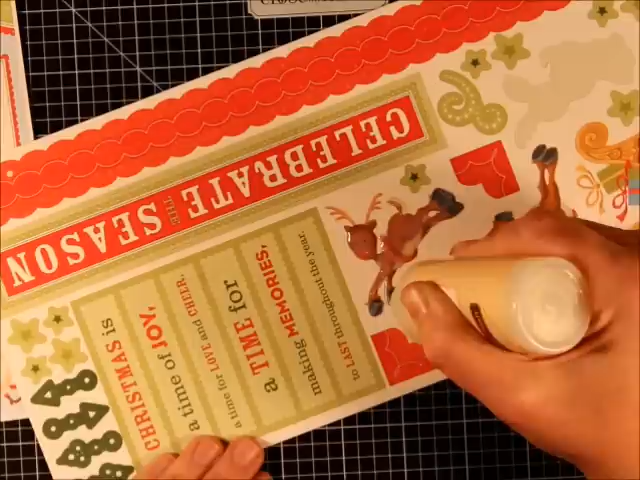 CELEBRATE
THE
SEASON
CHRISTMAS is
a time of JOY,
a time for LOVE and CHEER,
a TIME for
making MEMORIES,
to LAST throughout the year.